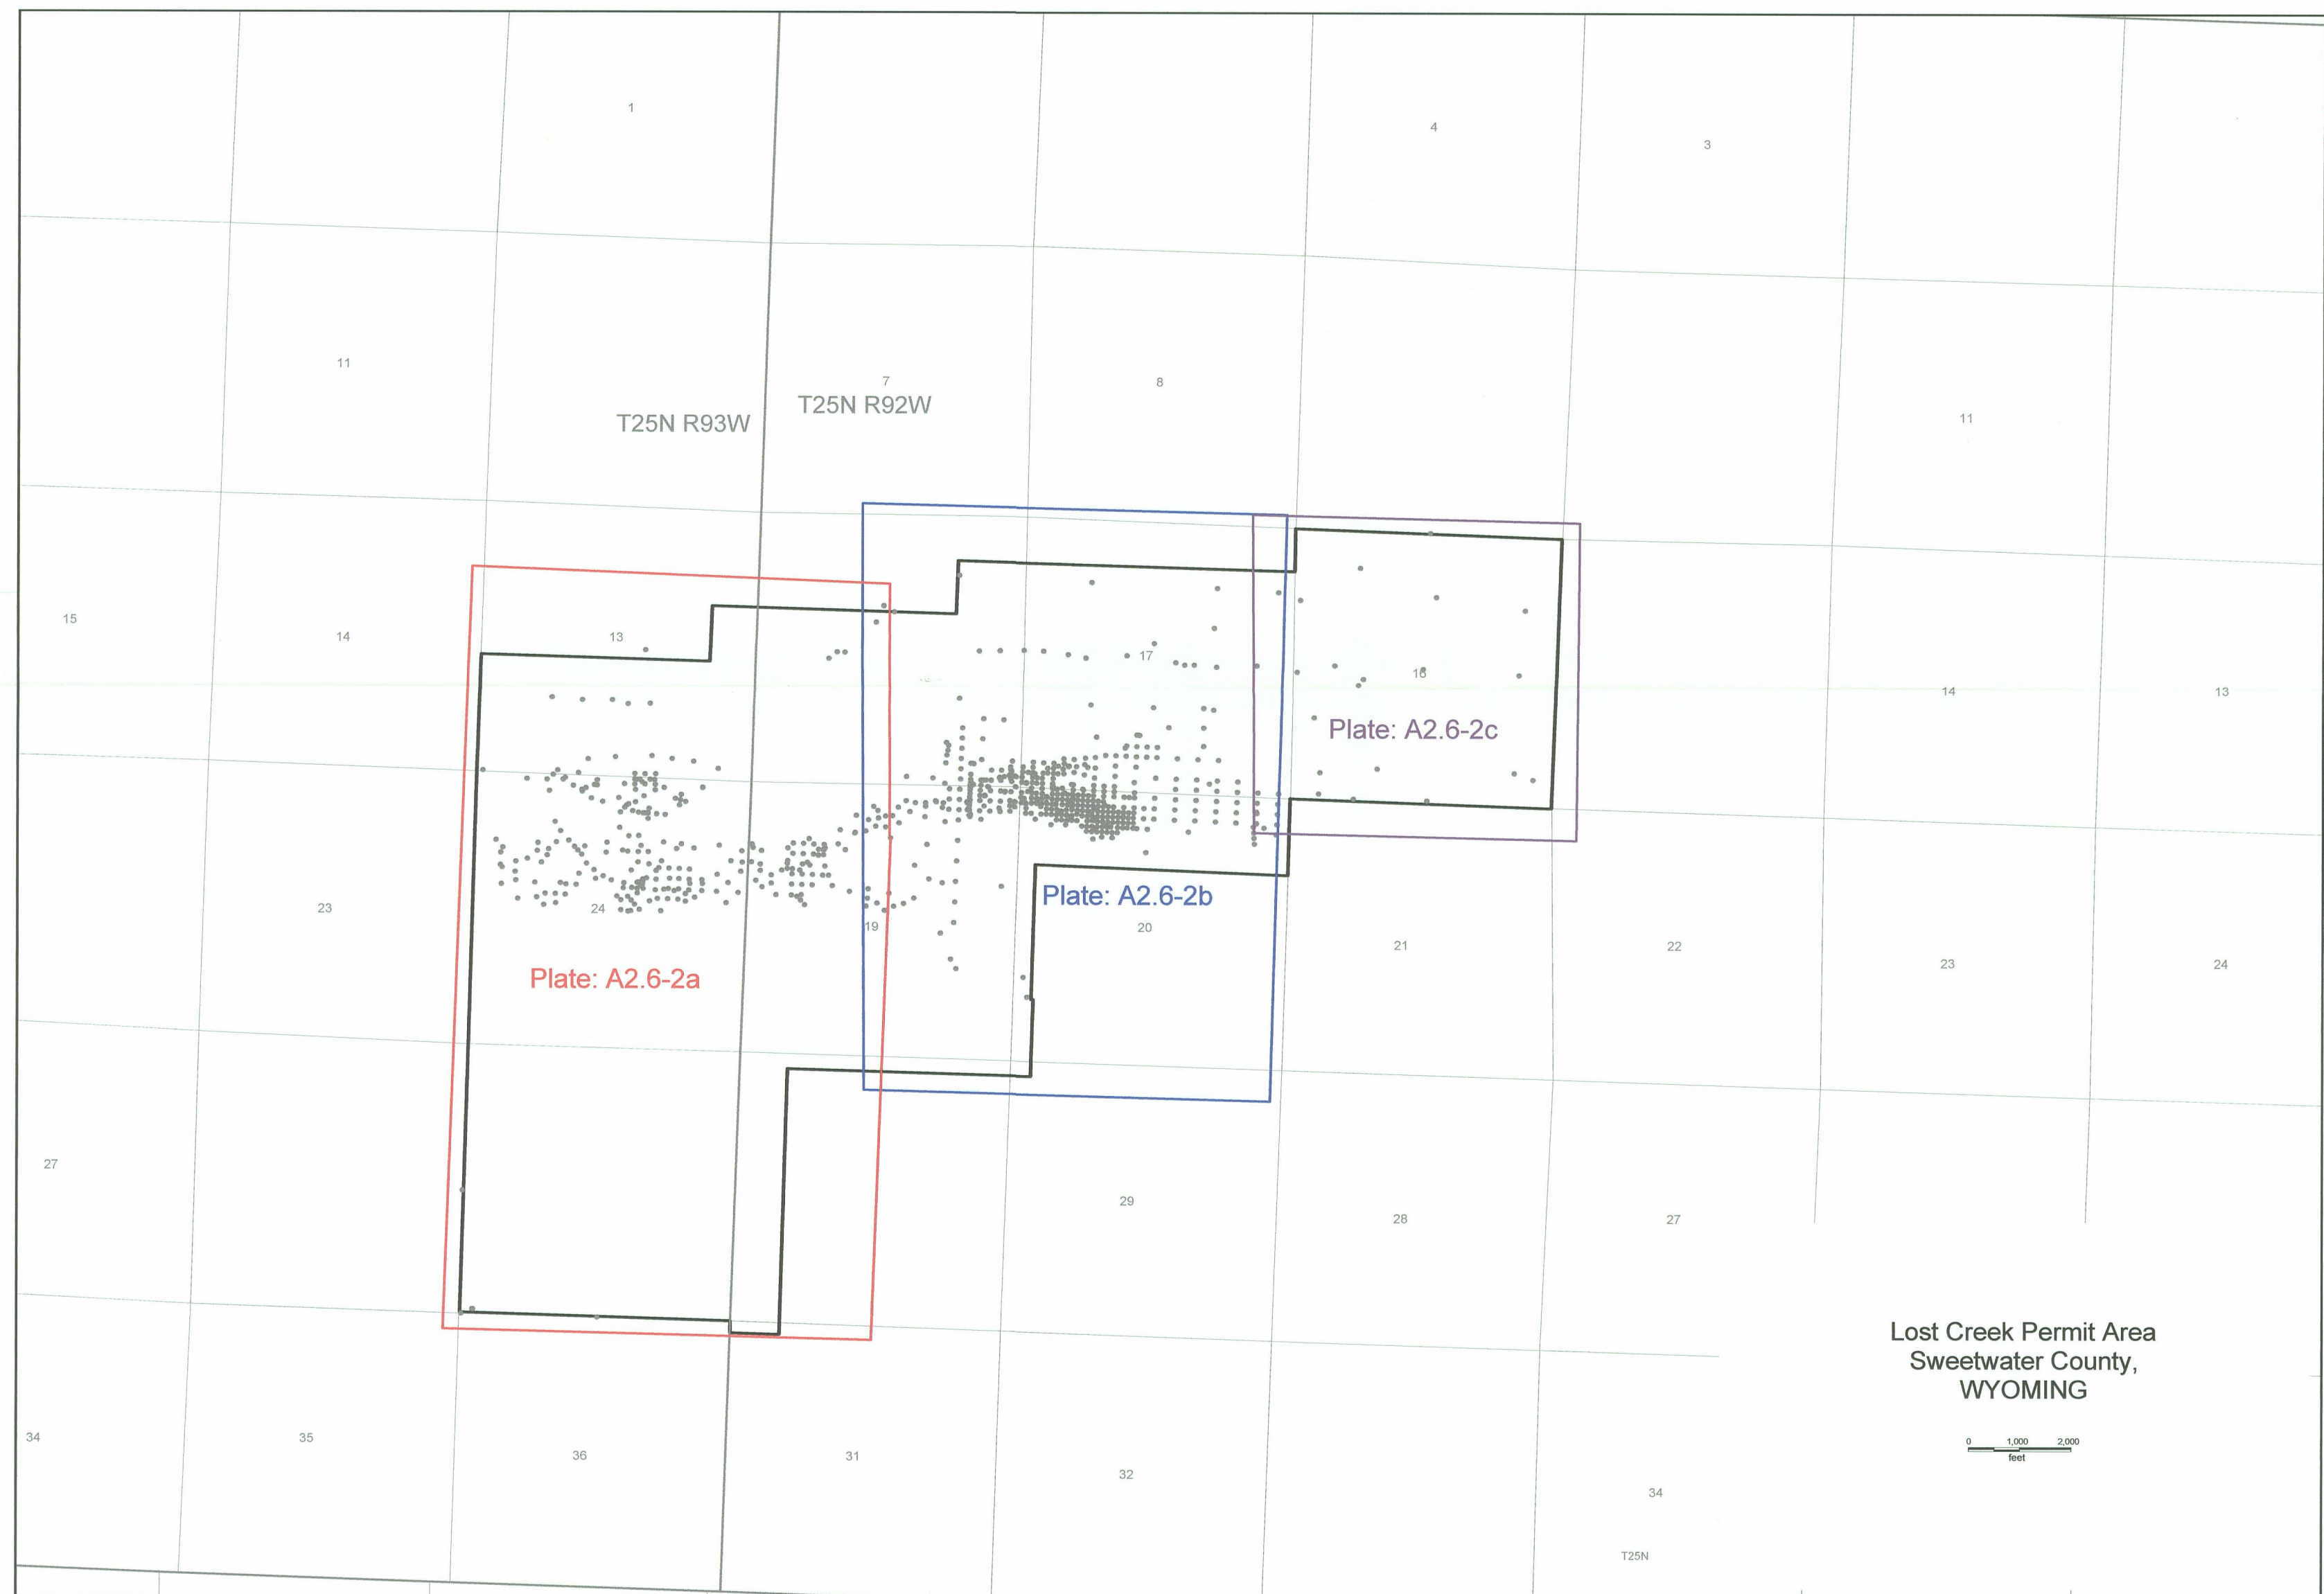 1
4
3
11
7
8
T25N R93W
T25N R92W
11
15
14
13
17
16
14
13
Plate: A2.6-2c
23
24
19
Plate: A2.6-2b
20
21
22
23
24
Plate: A2.6-2a
27
29
28
27
Lost Creek Permit Area
Sweetwater County,
WYOMING
0 1,000 2,000
feet
34
35
36
31
32
34
T25N